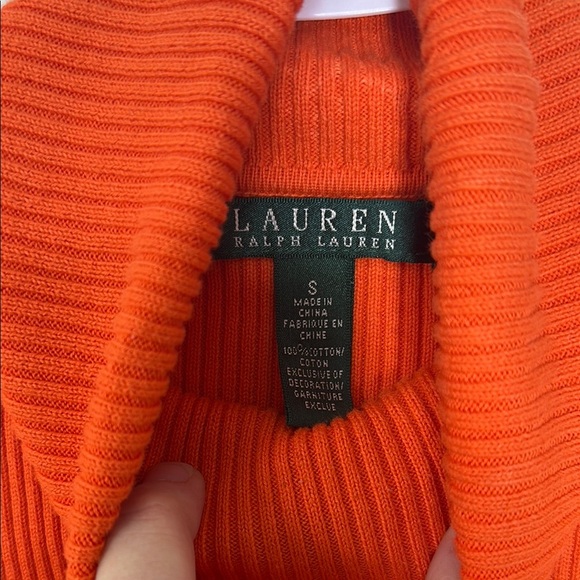 LAUREN
RALPH LAUREN
S
MADE IN
CHINA
FABRIQUE EN
CHINE
100%COTTON/
COTON
EXCLUSIVE OF
DECORATION/
GARNITURE
EXCLUE